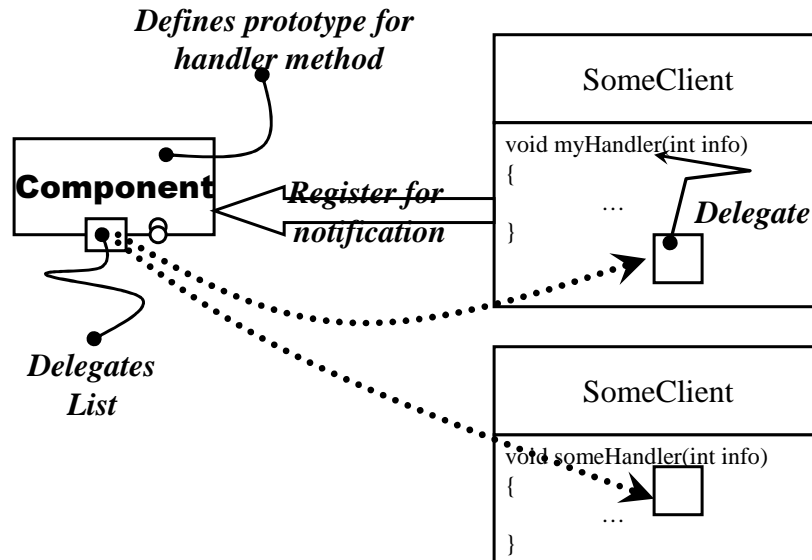 Defines prototype for
handler method
Component
Register for
notification
Delegates
List
SomeClient
void myHandler(int info)
{
…
}
Delegate
SomeClient
void someHandler(int info)
{
…
}